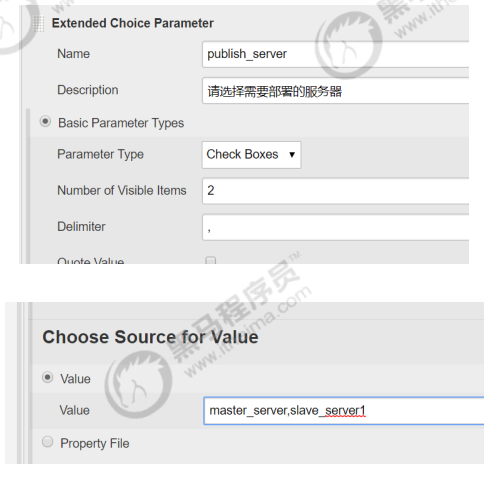 Extended Choice Parameter
Name publish_server
Description 请选择需要部署的服务器
Basic Parameter Types
Parameter Type Check Boxes
Number of Visible Items 2
Delimiter ,
Quote Value
黑马程序员™
www.itheima.com
Choose Source for Value
Value
Value master_server,slave_server1
Property File